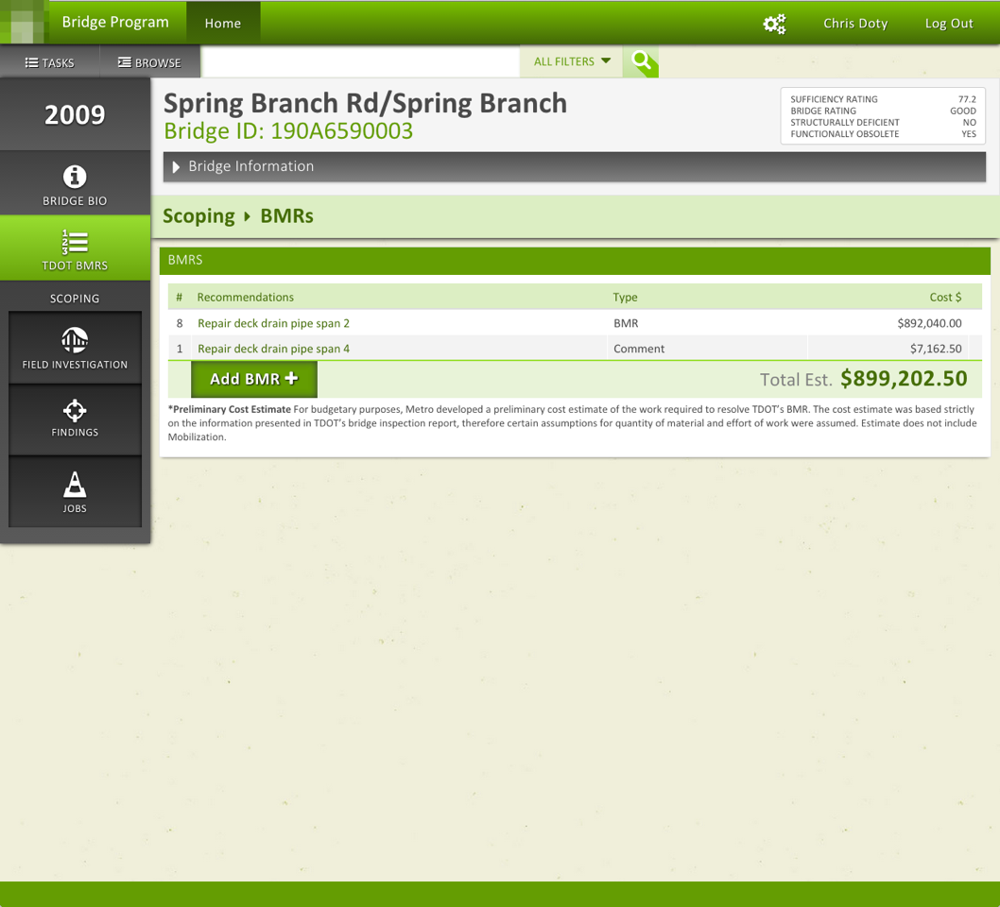 Bridge Program Home Chris Doty Log Out
TASKS BROWSE ALL FILTERS
2009
Spring Branch Rd/Spring Branch
Bridge ID: 190A6590003
SUFFICIENCY RATING 77.2
BRIDGE RATING GOOD
STRUCTURALLY DEFICIENT NO
FUNCTIONALLY OBSOLETE YES
Bridge Information
BRIDGE BIO
1
2
3
TDOT BMRS
SCOPING
FIELD INVESTIGATION
FINDINGS
JOBS
Scoping BMRs
BMRS
# Recommendations Type Cost $
8 Repair deck drain pipe span 2 BMR $892,040.00
1 Repair deck drain pipe span 4 Comment $7,162.50
Add BMR Total Est. $899,202.50
*Preliminary Cost Estimate For budgetary purposes, Metro developed a preliminary cost estimate of the work required to resolve TDOT's BMR. The cost estimate was based strictly
on the information presented in TDOT's bridge inspection report, therefore certain assumptions for quantity of material and effort of work were assumed. Estimate does not include
Mobilization.